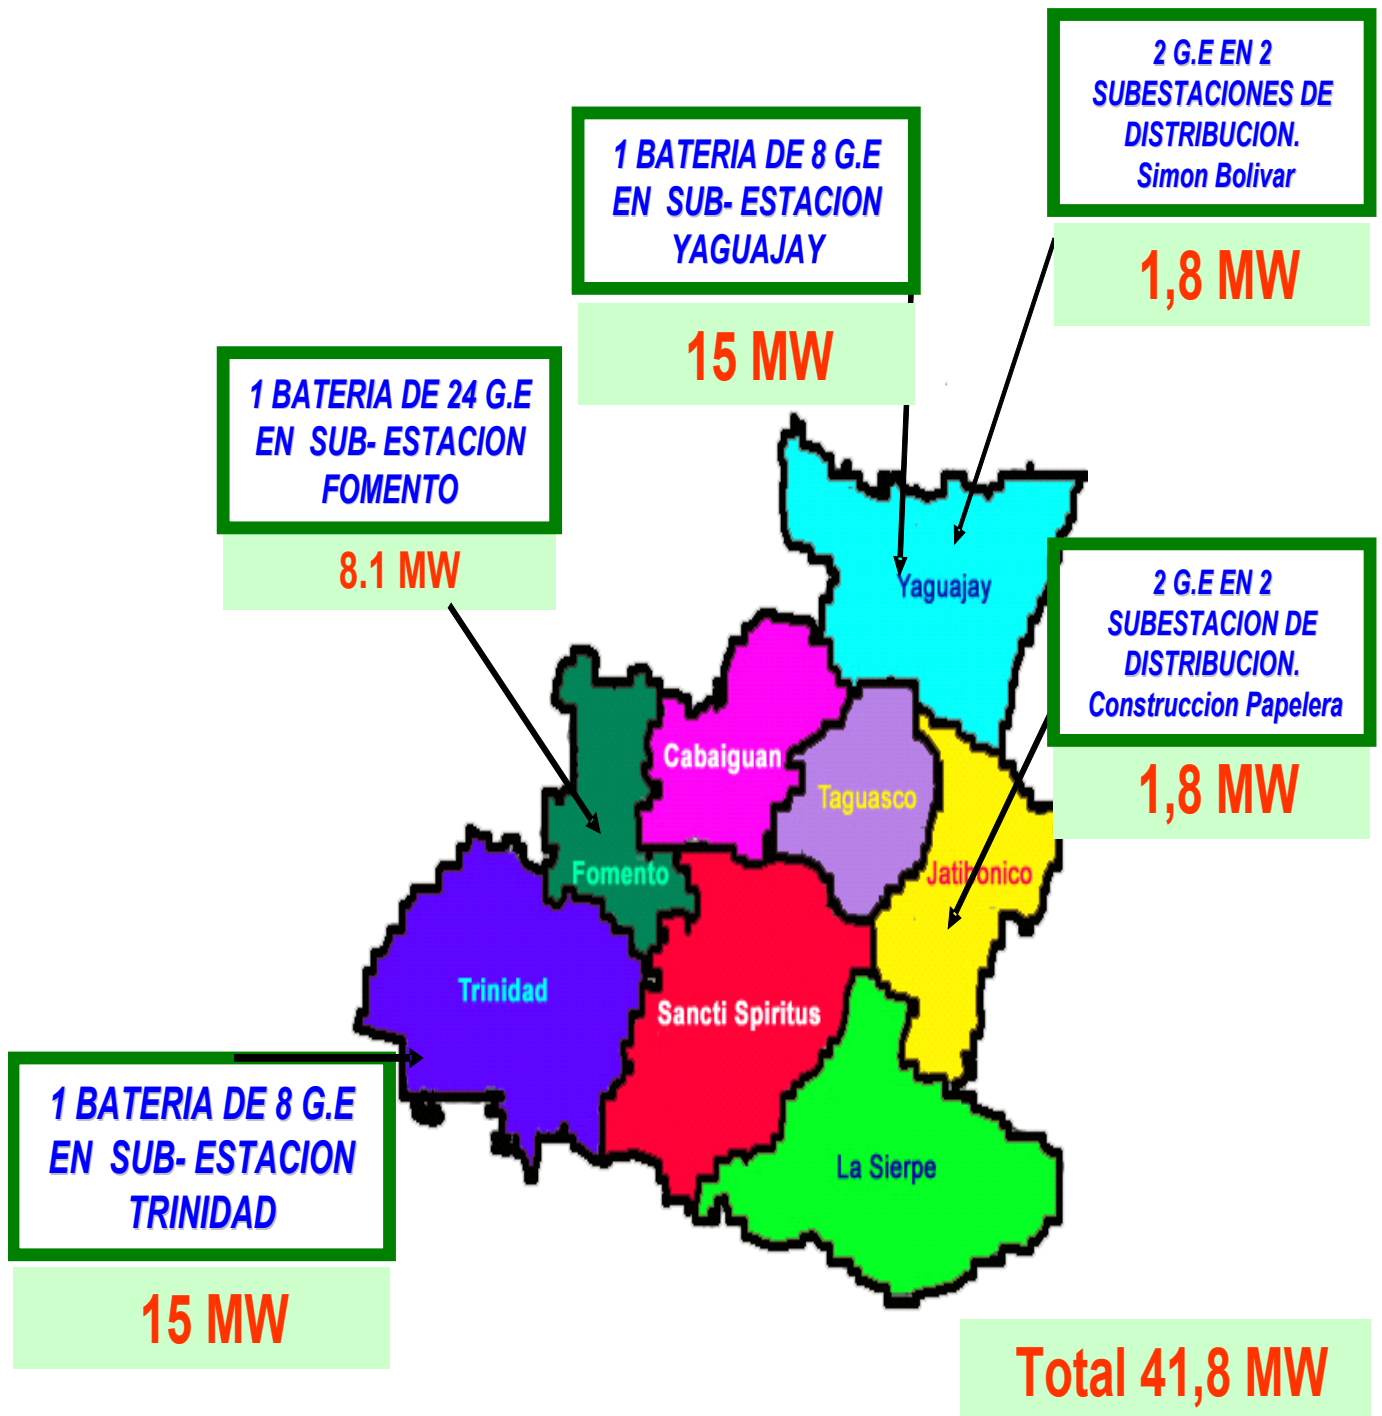 2 G.E EN 2
SUBESTACIONES DE
DISTRIBUCION.
Simon Bolivar
1,8 MW
1 BATERIA DE 8 G.E
EN SUB- ESTACION
YAGUAJAY
15 MW
1 BATERIA DE 24 G.E
EN SUB- ESTACION
FOMENTO
8.1 MW
2 G.E EN 2
SUBESTACION DE
DISTRIBUCION.
Construccion Papelera
1,8 MW
Yaguajay
Cabaiguan
Taguasco
Jatibonico
Fomento
Trinidad
Sancti Spiritus
La Sierpe
1 BATERIA DE 8 G.E
EN SUB- ESTACION
TRINIDAD
15 MW
Total 41,8 MW